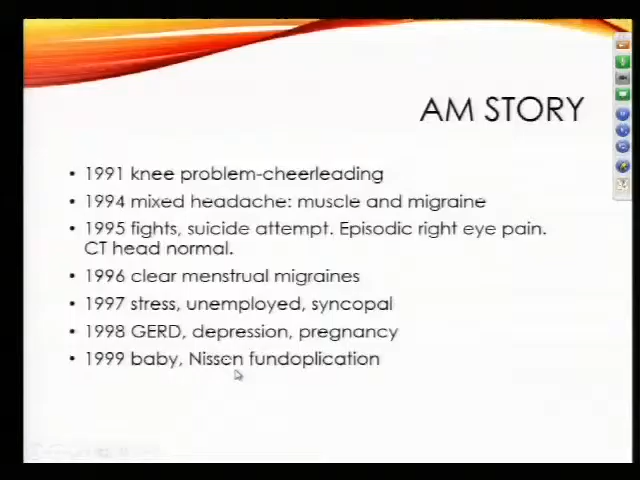 AM STORY
• 1991 knee problem-cheerleading
• 1994 mixed headache: muscle and migraine
• 1995 fights, suicide attempt. Episodic right eye pain.
CT head normal.
• 1996 clear menstrual migraines
• 1997 stress, unemployed, syncopal
• 1998 GERD, depression, pregnancy
• 1999 baby, Nissen fundoplication